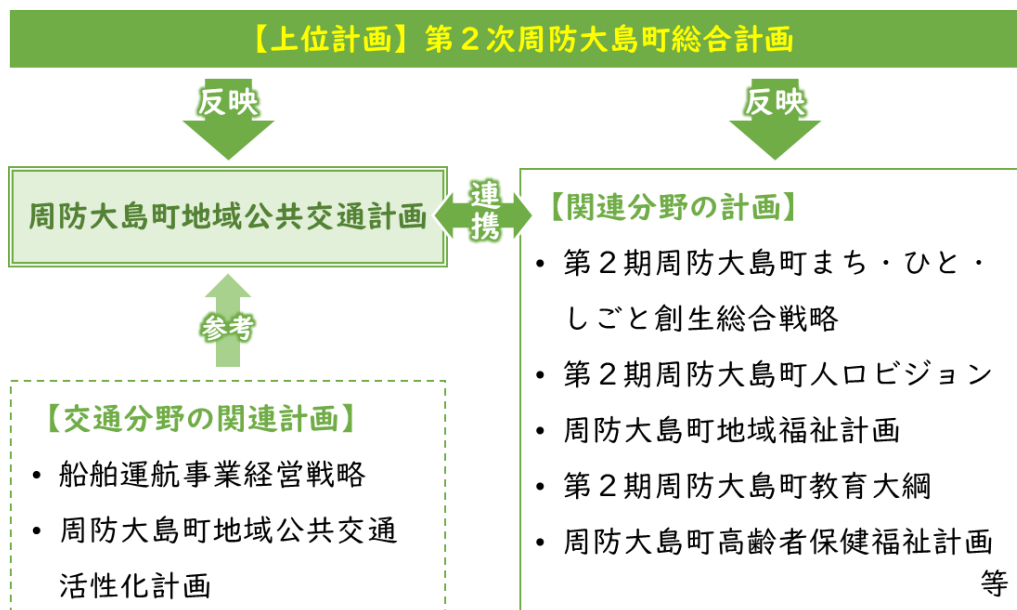 【上位計画】第２次周防大島町総合計画
反映
反映
周防大島町地域公共交通計画
連携
【関連分野の計画】
• 第２期周防大島町まち・ひと・
しごと創生総合戦略
• 第２期周防大島町人口ビジョン
• 周防大島町地域福祉計画
• 第２期周防大島町教育大綱
• 周防大島町高齢者保健福祉計画
等
参考
【交通分野の関連計画】
• 船舶運航事業経営戦略
• 周防大島町地域公共交通
活性化計画